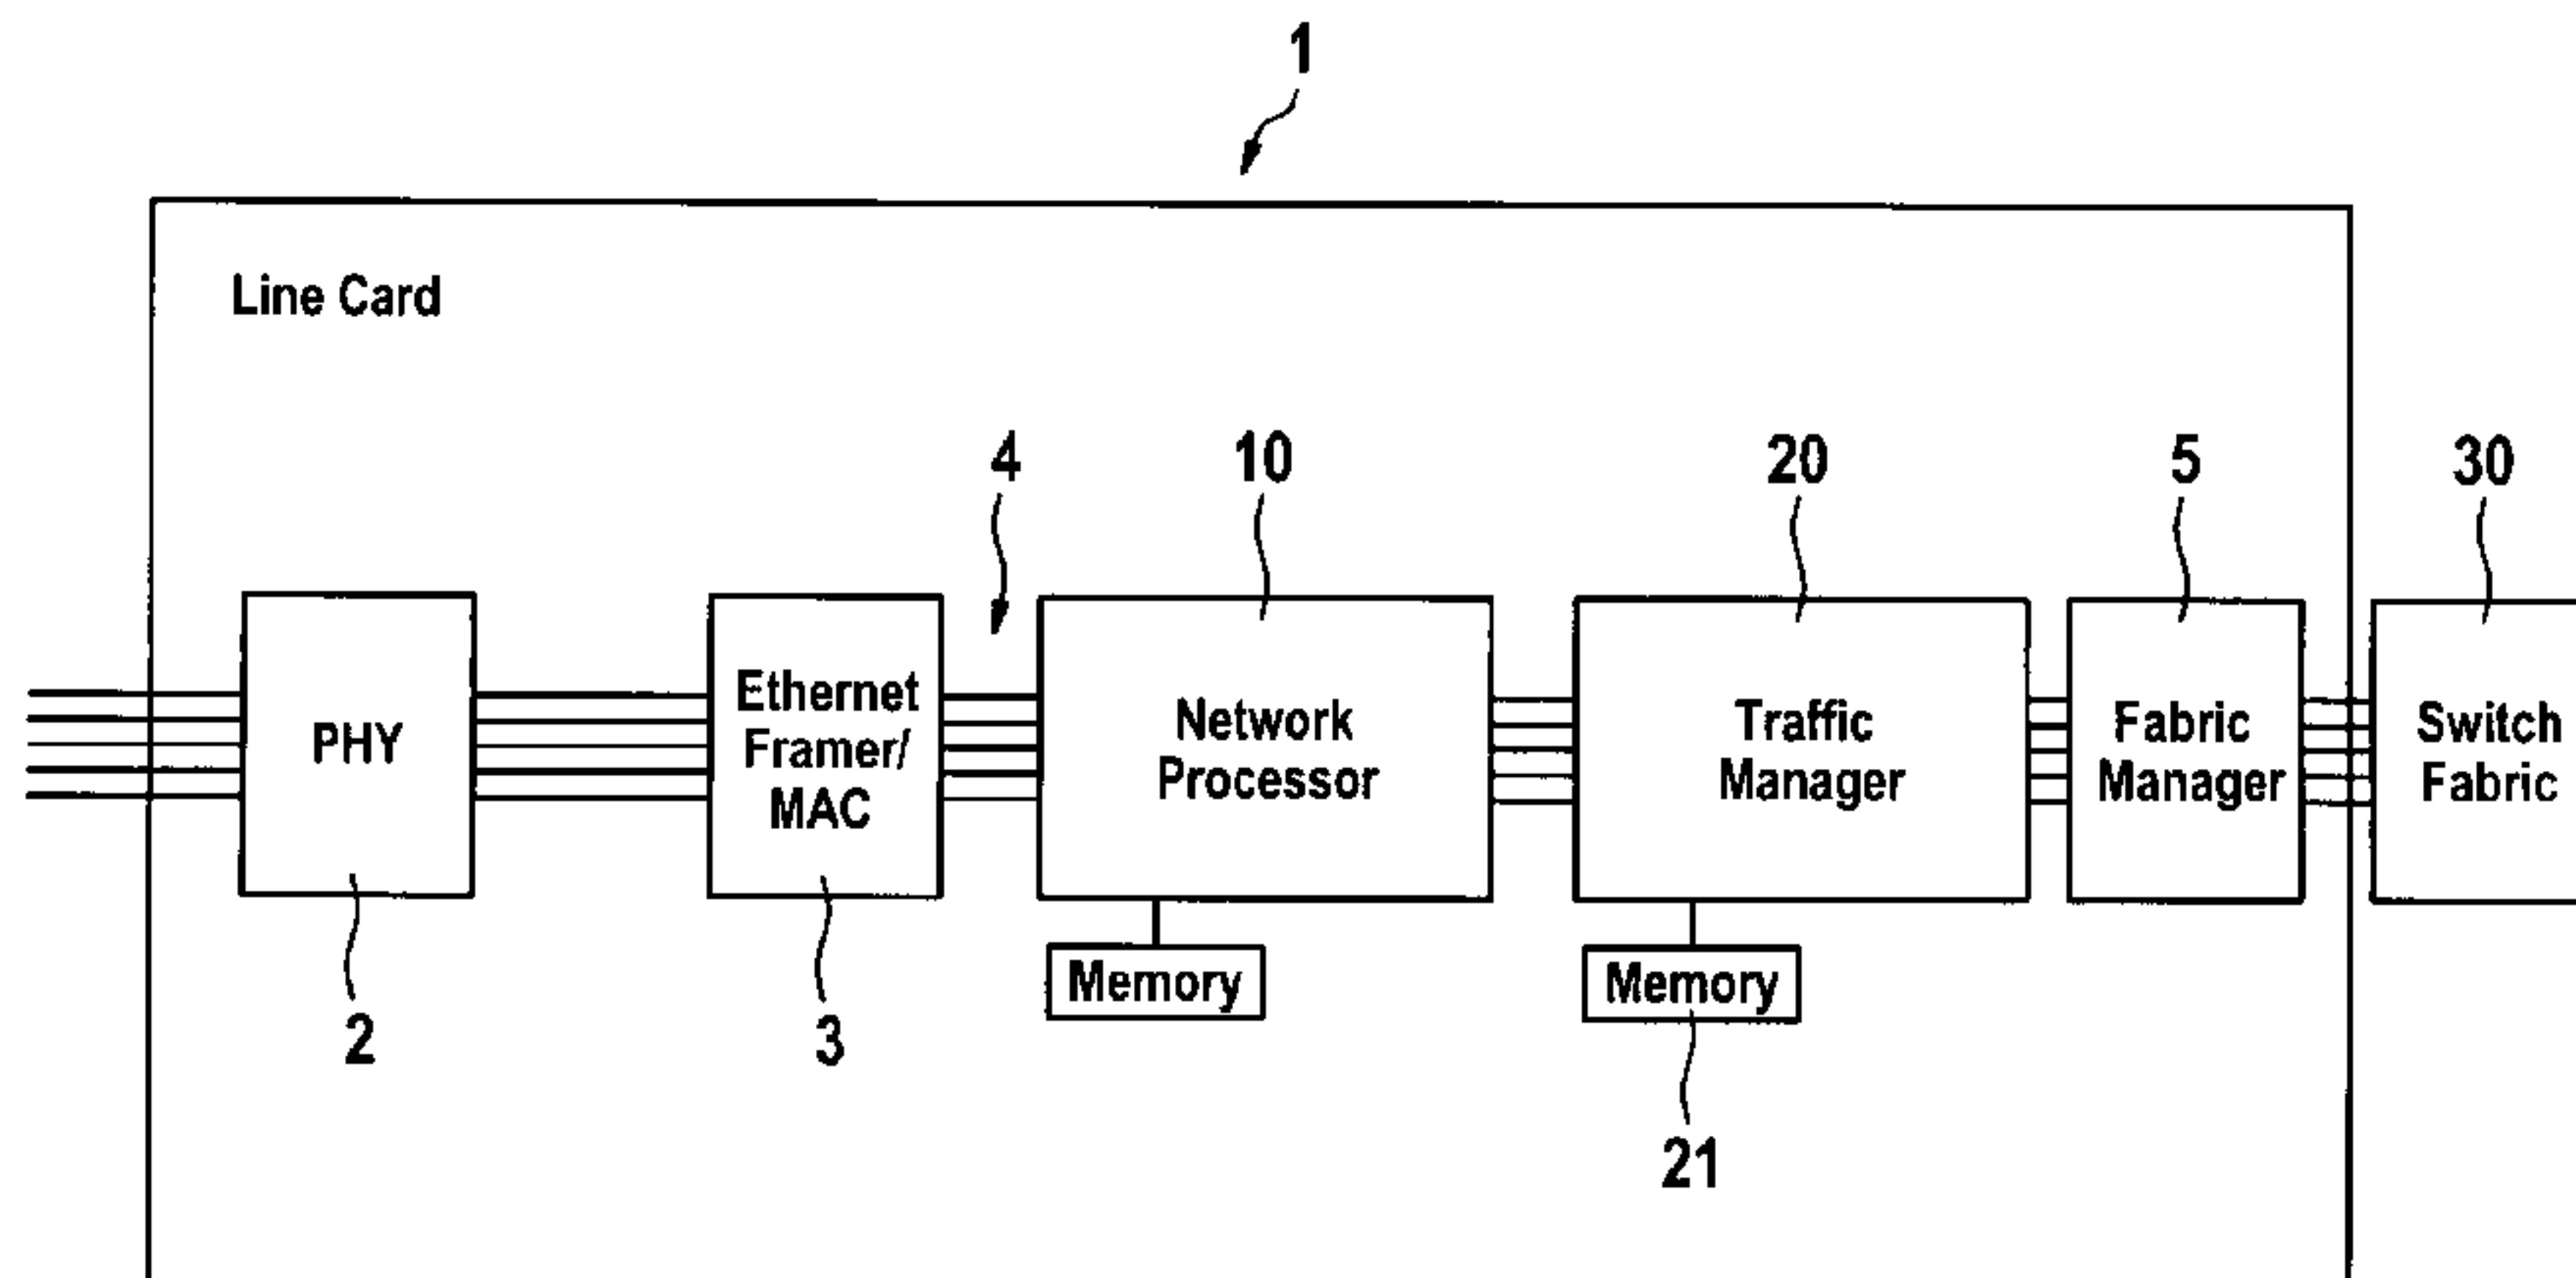 1
Line Card
4
10
20
5
30
PHY
Ethernet
Framer/
MAC
Network
Processor
Traffic
Manager
Fabric
Manager
Switch
Fabric
Memory
Memory
2
3
21